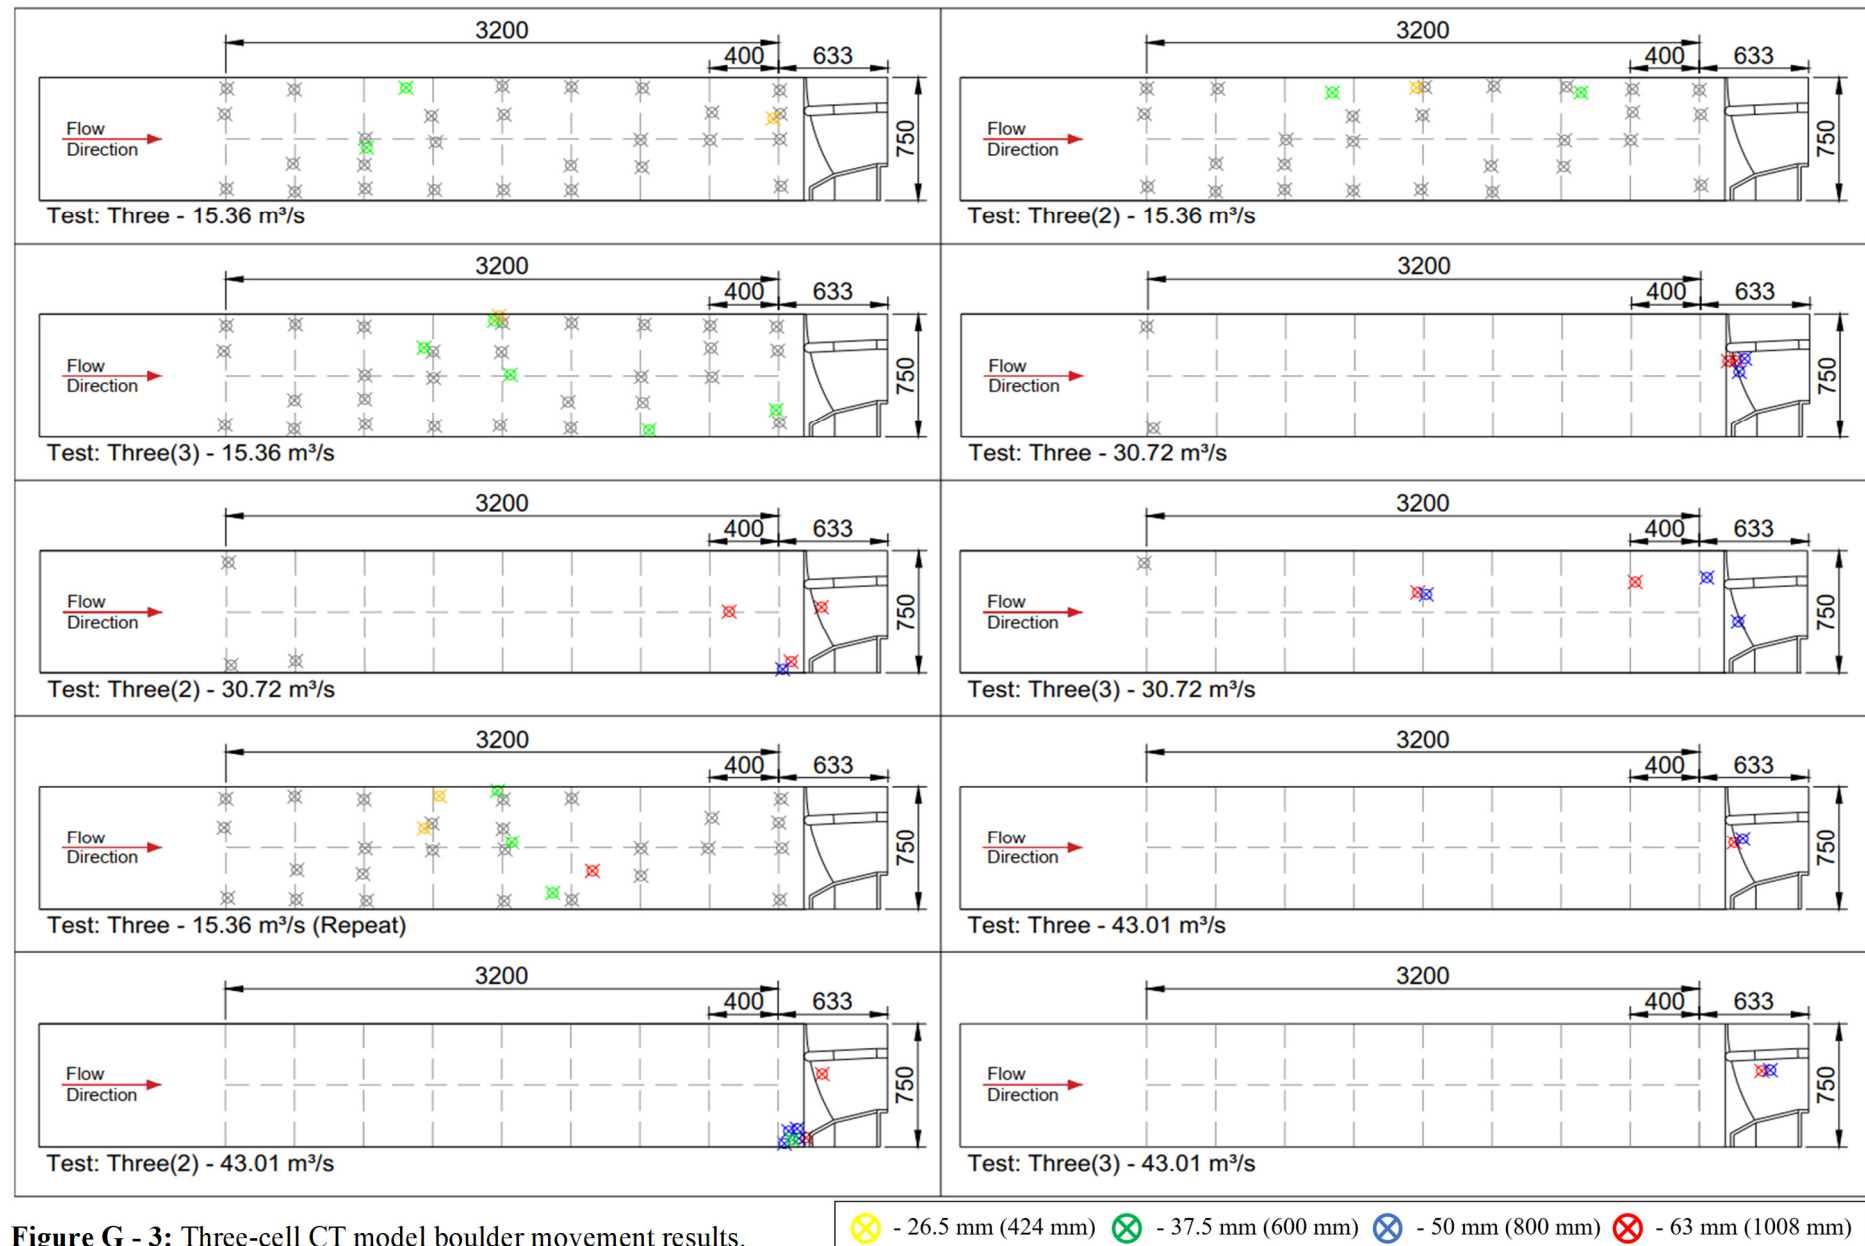 3200
400 633
Flow
Direction
750
Test: Three - 15.36 m³/s
3200
400 633
Flow
Direction
750
Test: Three(2) - 15.36 m³/s
3200
400 633
Flow
Direction
750
Test: Three(3) - 15.36 m³/s
3200
400 633
Flow
Direction
750
Test: Three - 30.72 m³/s
3200
400 633
Flow
Direction
750
Test: Three(2) - 30.72 m³/s
3200
400 633
Flow
Direction
750
Test: Three(3) - 30.72 m³/s
3200
400 633
Flow
Direction
750
Test: Three - 15.36 m³/s (Repeat)
3200
400 633
Flow
Direction
750
Test: Three - 43.01 m³/s
3200
400 633
Flow
Direction
750
Test: Three(2) - 43.01 m³/s
3200
400 633
Flow
Direction
750
Test: Three(3) - 43.01 m³/s
- 26.5 mm (424 mm) - 37.5 mm (600 mm) - 50 mm (800 mm) - 63 mm (1008 mm)
Figure G - 3: Three-cell CT model boulder movement results.